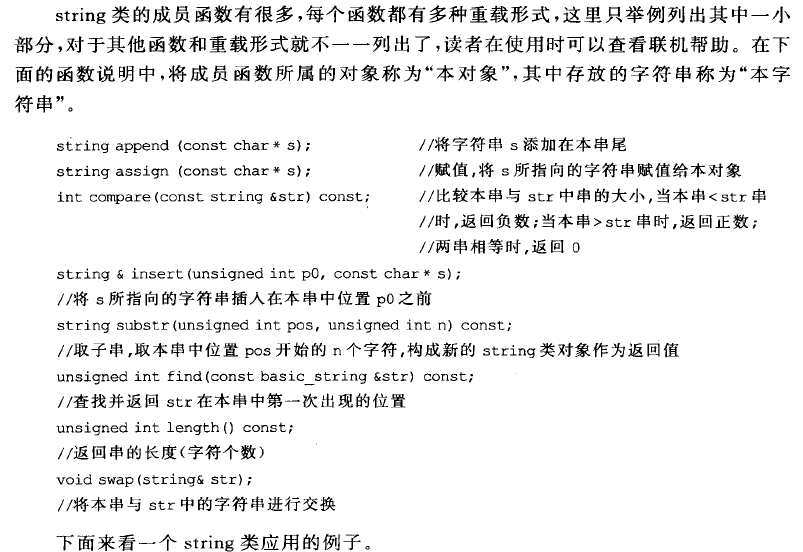 string 类的成员函数有很多,每个函数都有多种重载形式,这里只举例列出其中一小
部分,对于其他函数和重载形式就不一一列出了,读者在使用时可以查看联机帮助。在下
面的函数说明中,将成员函数所属的对象称为“本对象”,其中存放的字符串称为“本字
符串”。
string append (const char * s); //将字符串 s 添加在本串尾
string assign (const char * s); //赋值,将 s 所指向的字符串赋值给本对象
int compare(const string &str) const; //比较本串与 str 中串的大小,当本串<str 串
//时,返回负数;当本串>str 串时,返回正数;
//两串相等时,返回 0
string & insert(unsigned int p0, const char * s);
//将 s 所指向的字符串插入在本串中位置 p0 之前
string substr(unsigned int pos, unsigned int n) const;
//取子串,取本串中位置 pos 开始的 n 个字符,构成新的 string 类对象作为返回值
unsigned int find(const basic_string &str) const;
//查找并返回 str 在本串中第一次出现的位置
unsigned int length() const;
//返回串的长度(字符个数)
void swap(string& str);
//将本串与 str 中的字符串进行交换
下面来看一个 string 类应用的例子。